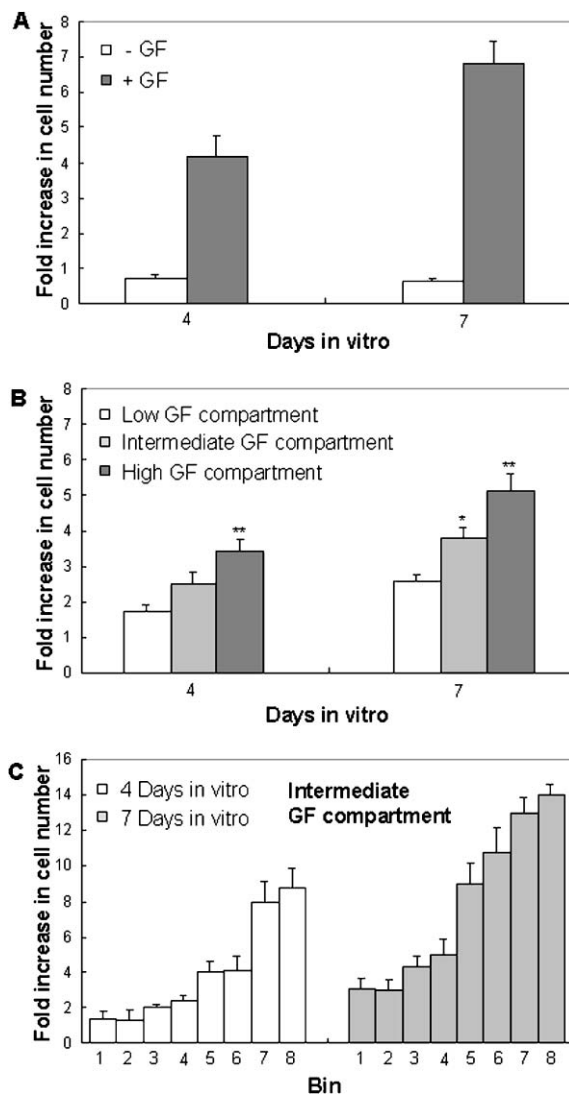 A
Fold increase in cell number
8
7
6
5
4
3
2
1
0
- GF
+ GF
4 7
Days in vitro
B
Fold increase in cell number
8
7
6
5
4
3
2
1
0
Low GF compartment
Intermediate GF compartment
High GF compartment
**
*
**
4 7
Days in vitro
C
Fold increase in cell number
16
14
12
10
8
6
4
2
0
4 Days in vitro
7 Days in vitro
Intermediate
GF compartment
1 2 3 4 5 6 7 8 1 2 3 4 5 6 7 8
Bin